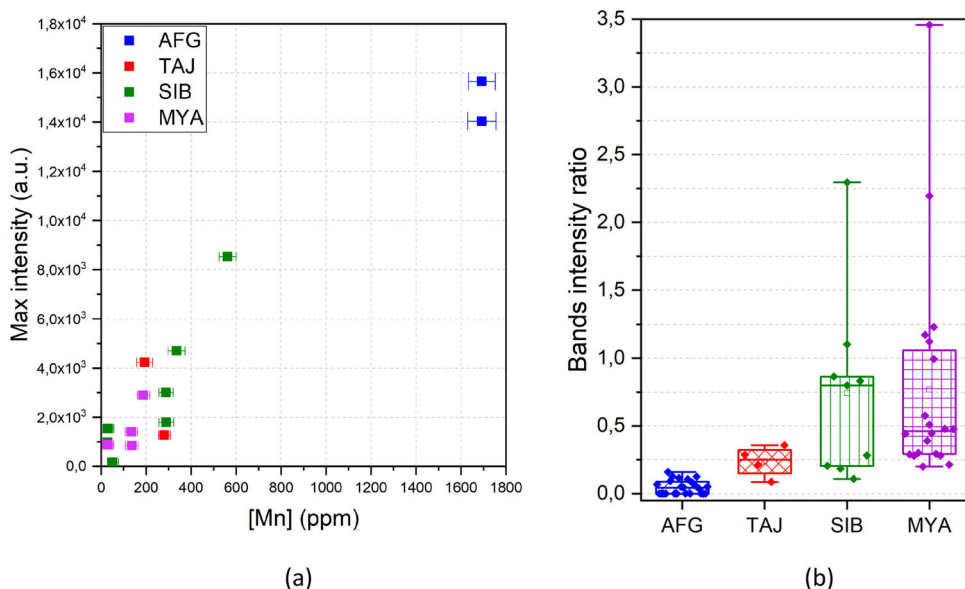 1,8x10⁴
1,6x10⁴
1,4x10⁴
1,2x10⁴
1,0x10⁴
8,0x10³
6,0x10³
4,0x10³
2,0x10³
0,0
Max intensity (a.u.)
AFG
TAJ
SIB
MYA
0 200 400 600 800 1000 1200 1400 1600 1800
[Mn] (ppm)
(a)
3,5
3,0
2,5
2,0
1,5
1,0
0,5
0,0
Bands intensity ratio
AFG TAJ SIB MYA
(b)